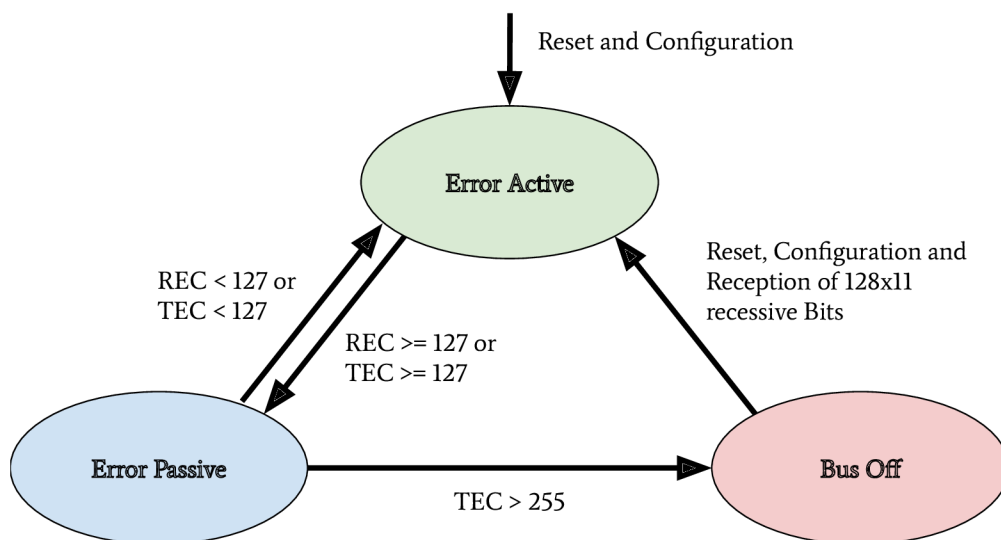 Reset and Configuration
Error Active
REC < 127 or
TEC < 127
REC >= 127 or
TEC >= 127
Reset, Configuration and
Reception of 128x11
recessive Bits
Error Passive
TEC > 255
Bus Off